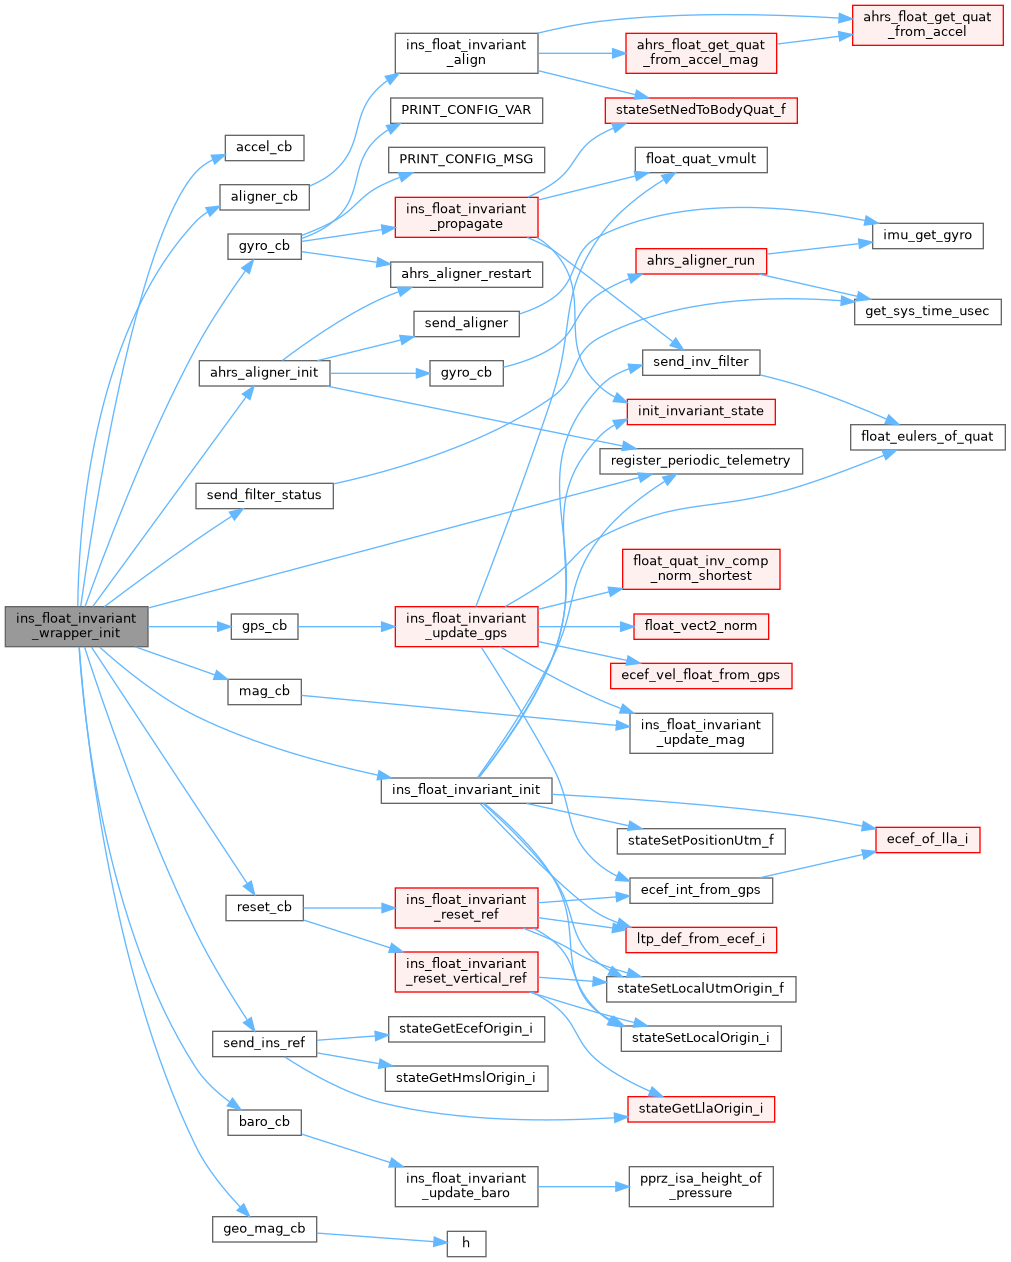 ins_float_invariant
_wrapper_init
accel_cb
aligner_cb
gyro_cb
ahrs_aligner_init
send_filter_status
gps_cb
mag_cb
reset_cb
send_ins_ref
baro_cb
geo_mag_cb
ins_float_invariant
_align
PRINT_CONFIG_VAR
PRINT_CONFIG_MSG
ins_float_invariant
_propagate
ahrs_aligner_restart
send_aligner
gyro_cb
ins_float_invariant
_update_gps
ins_float_invariant_init
ins_float_invariant
_reset_ref
ins_float_invariant
_reset_vertical_ref
stateGetEcefOrigin_i
stateGetHmslOrigin_i
ins_float_invariant
_update_baro
h
ahrs_float_get_quat
_from_accel_mag
stateSetNedToBodyQuat_f
float_quat_vmult
ahrs_aligner_run
send_inv_filter
init_invariant_state
register_periodic_telemetry
float_quat_inv_comp
_norm_shortest
float_vect2_norm
ecef_vel_float_from_gps
ins_float_invariant
_update_mag
stateSetPositionUtm_f
ecef_int_from_gps
ltp_def_from_ecef_i
stateSetLocalUtmOrigin_f
stateSetLocalOrigin_i
stateGetLlaOrigin_i
pprz_isa_height_of
_pressure
ahrs_float_get_quat
_from_accel
imu_get_gyro
get_sys_time_usec
float_eulers_of_quat
ecef_of_lla_i